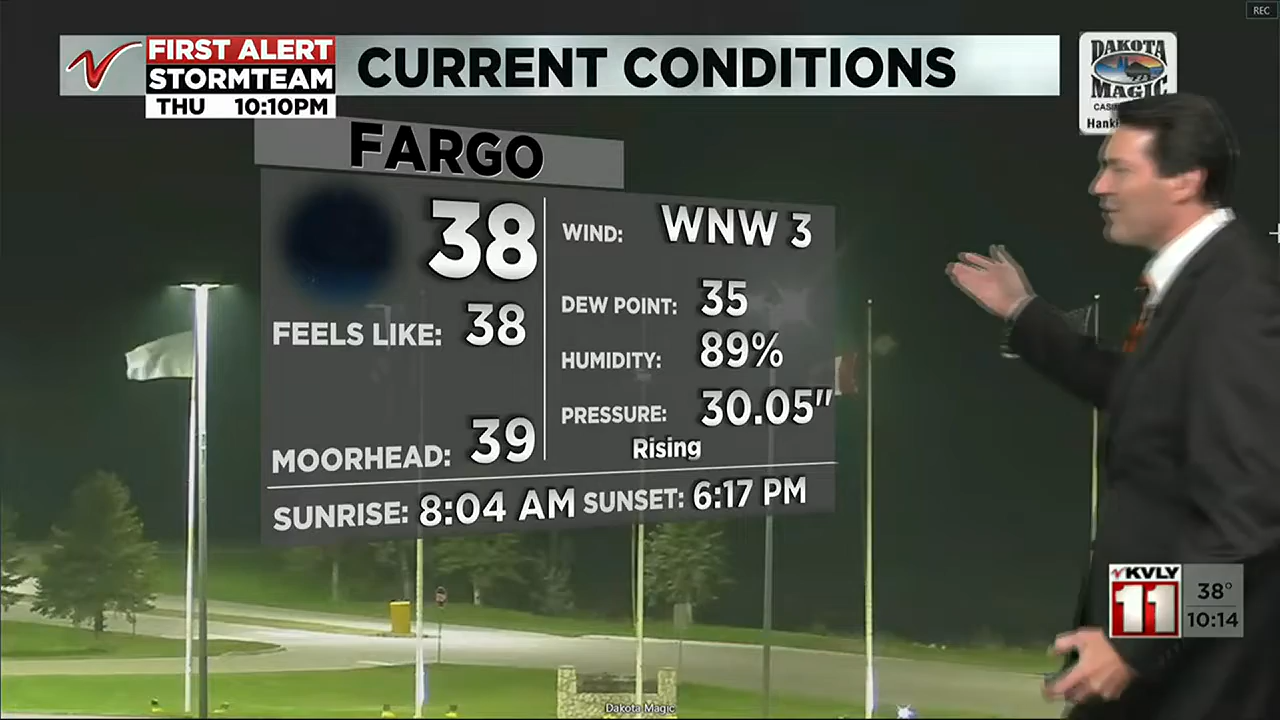 REC
FIRST ALERT
STORMTEAM
THU 10:10PM
CURRENT CONDITIONS
DAKOTA
MAGIC
FARGO
38
FEELS LIKE: 38
MOORHEAD: 39
WIND: WNW 3
DEW POINT: 35
HUMIDITY: 89%
PRESSURE: 30.05"
Rising
SUNRISE: 8:04 AM SUNSET: 6:17 PM
KVLY
11
38°
10:14
Dakota Magic